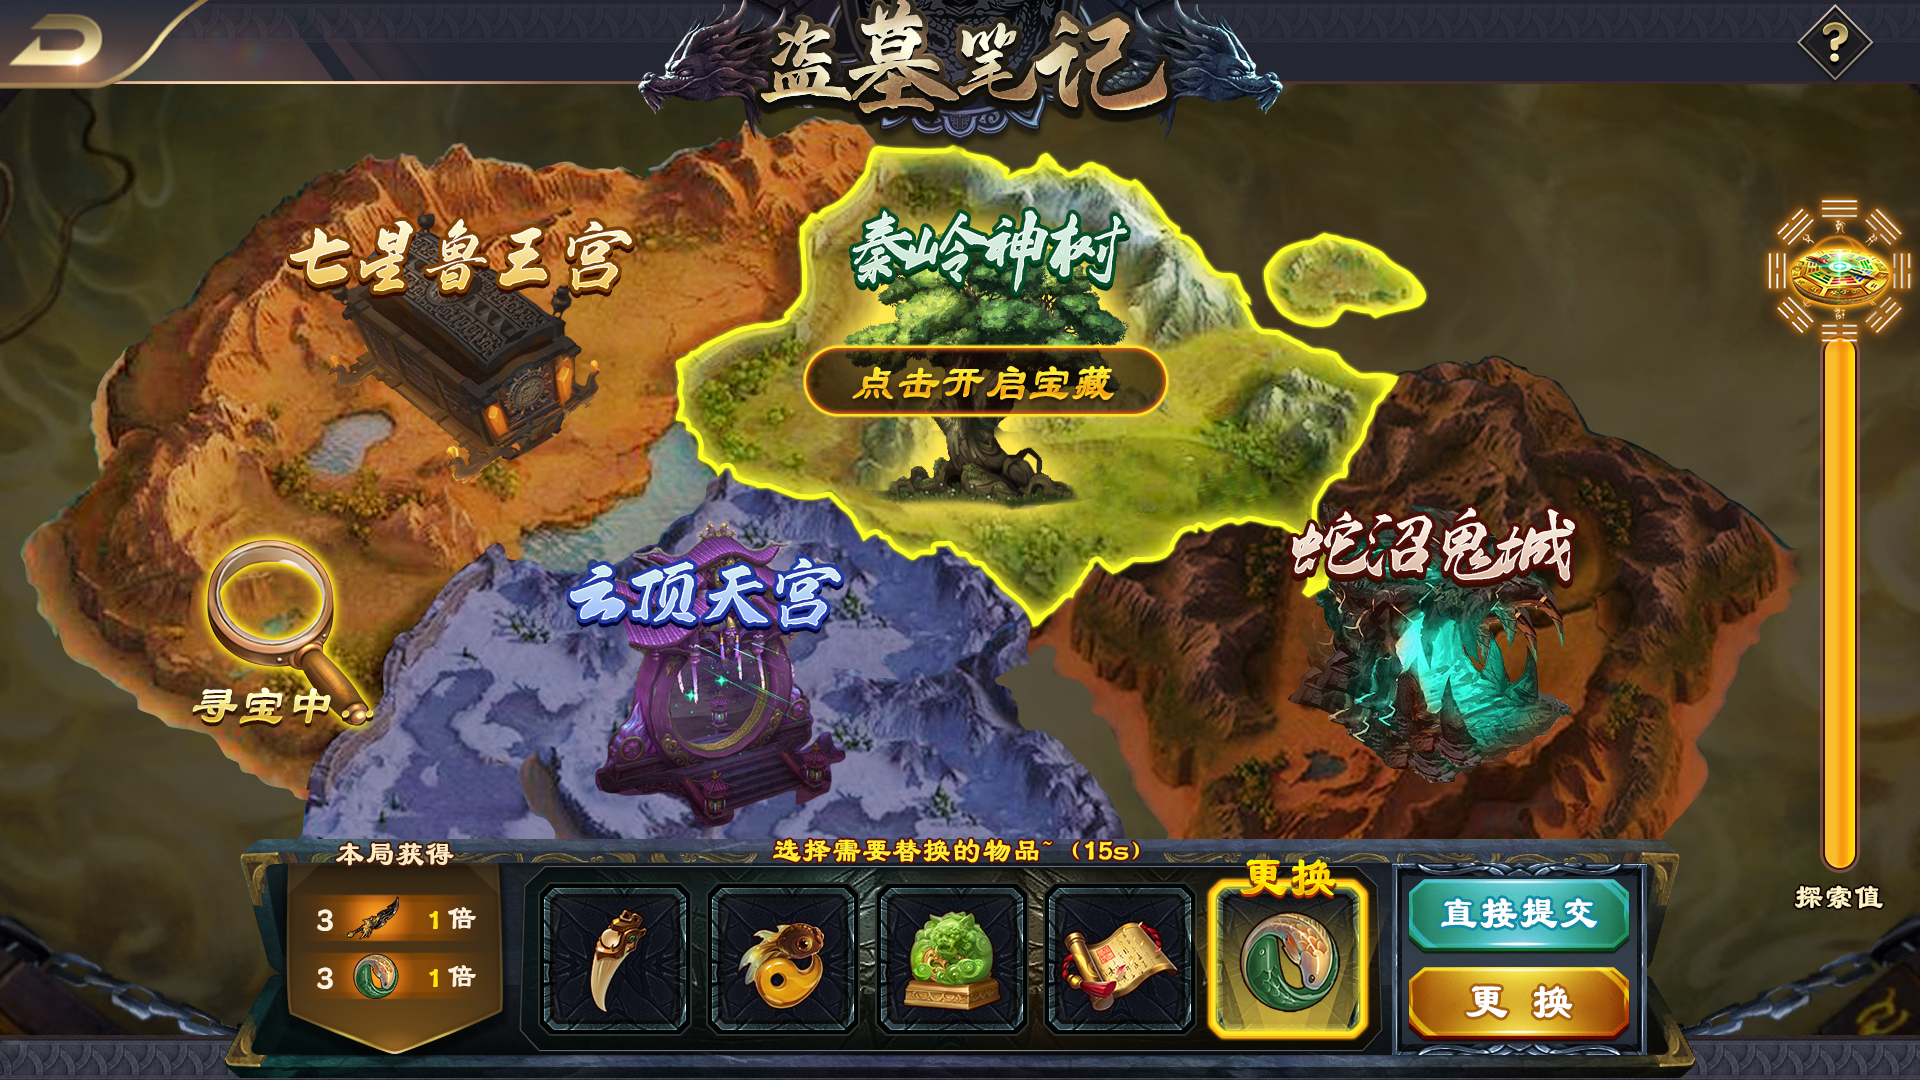 盗墓笔记
?
七星鲁王宫
秦岭神树
点击开启宝藏
蛇沼鬼城
云顶天宫
寻宝中..
探索值
本局获得
3 1倍
3 1倍
选择需要替换的物品~（15s）
更换
直接提交
更 换